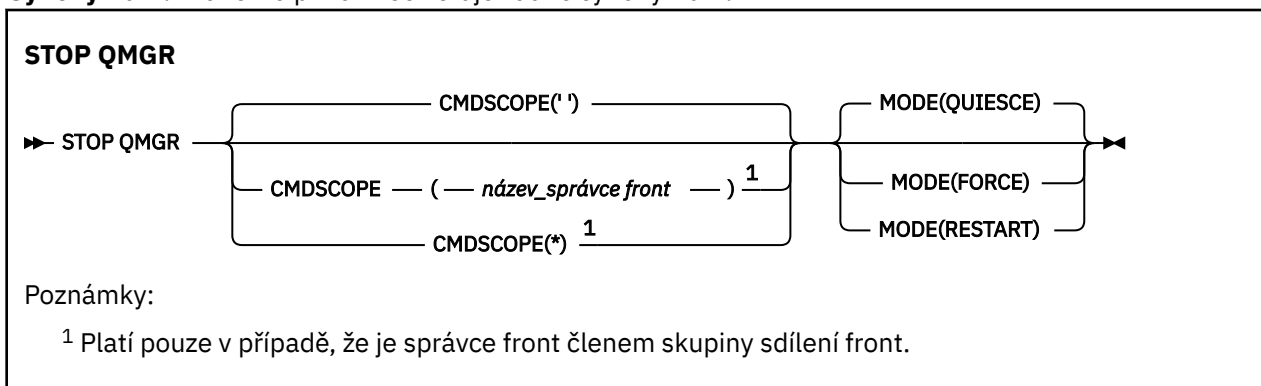 STOP QMGR
CMDSCOPE(' ')
MODE(QUIESCE)
STOP QMGR
CMDSCOPE ( název_správce front ) 1
MODE(FORCE)
CMDSCOPE(*) 1
MODE(RESTART)
Poznámky:
1 Platí pouze v případě, že je správce front členem skupiny sdílení front.